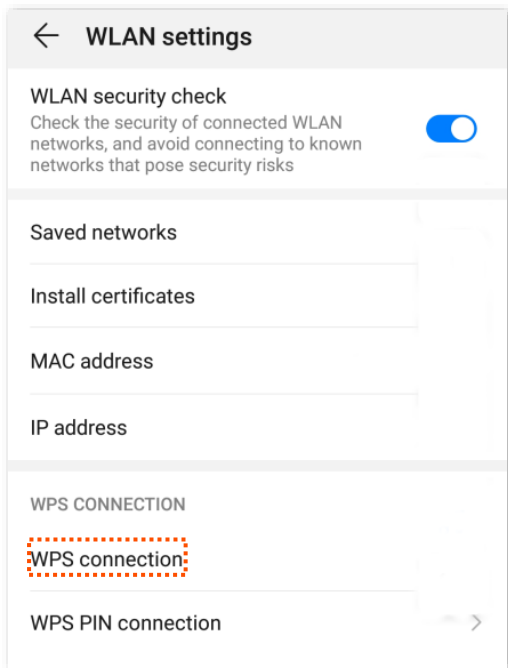 WLAN settings
WLAN security check
Check the security of connected WLAN
networks, and avoid connecting to known
networks that pose security risks
Saved networks
Install certificates
MAC address
IP address
WPS CONNECTION
WPS connection
WPS PIN connection